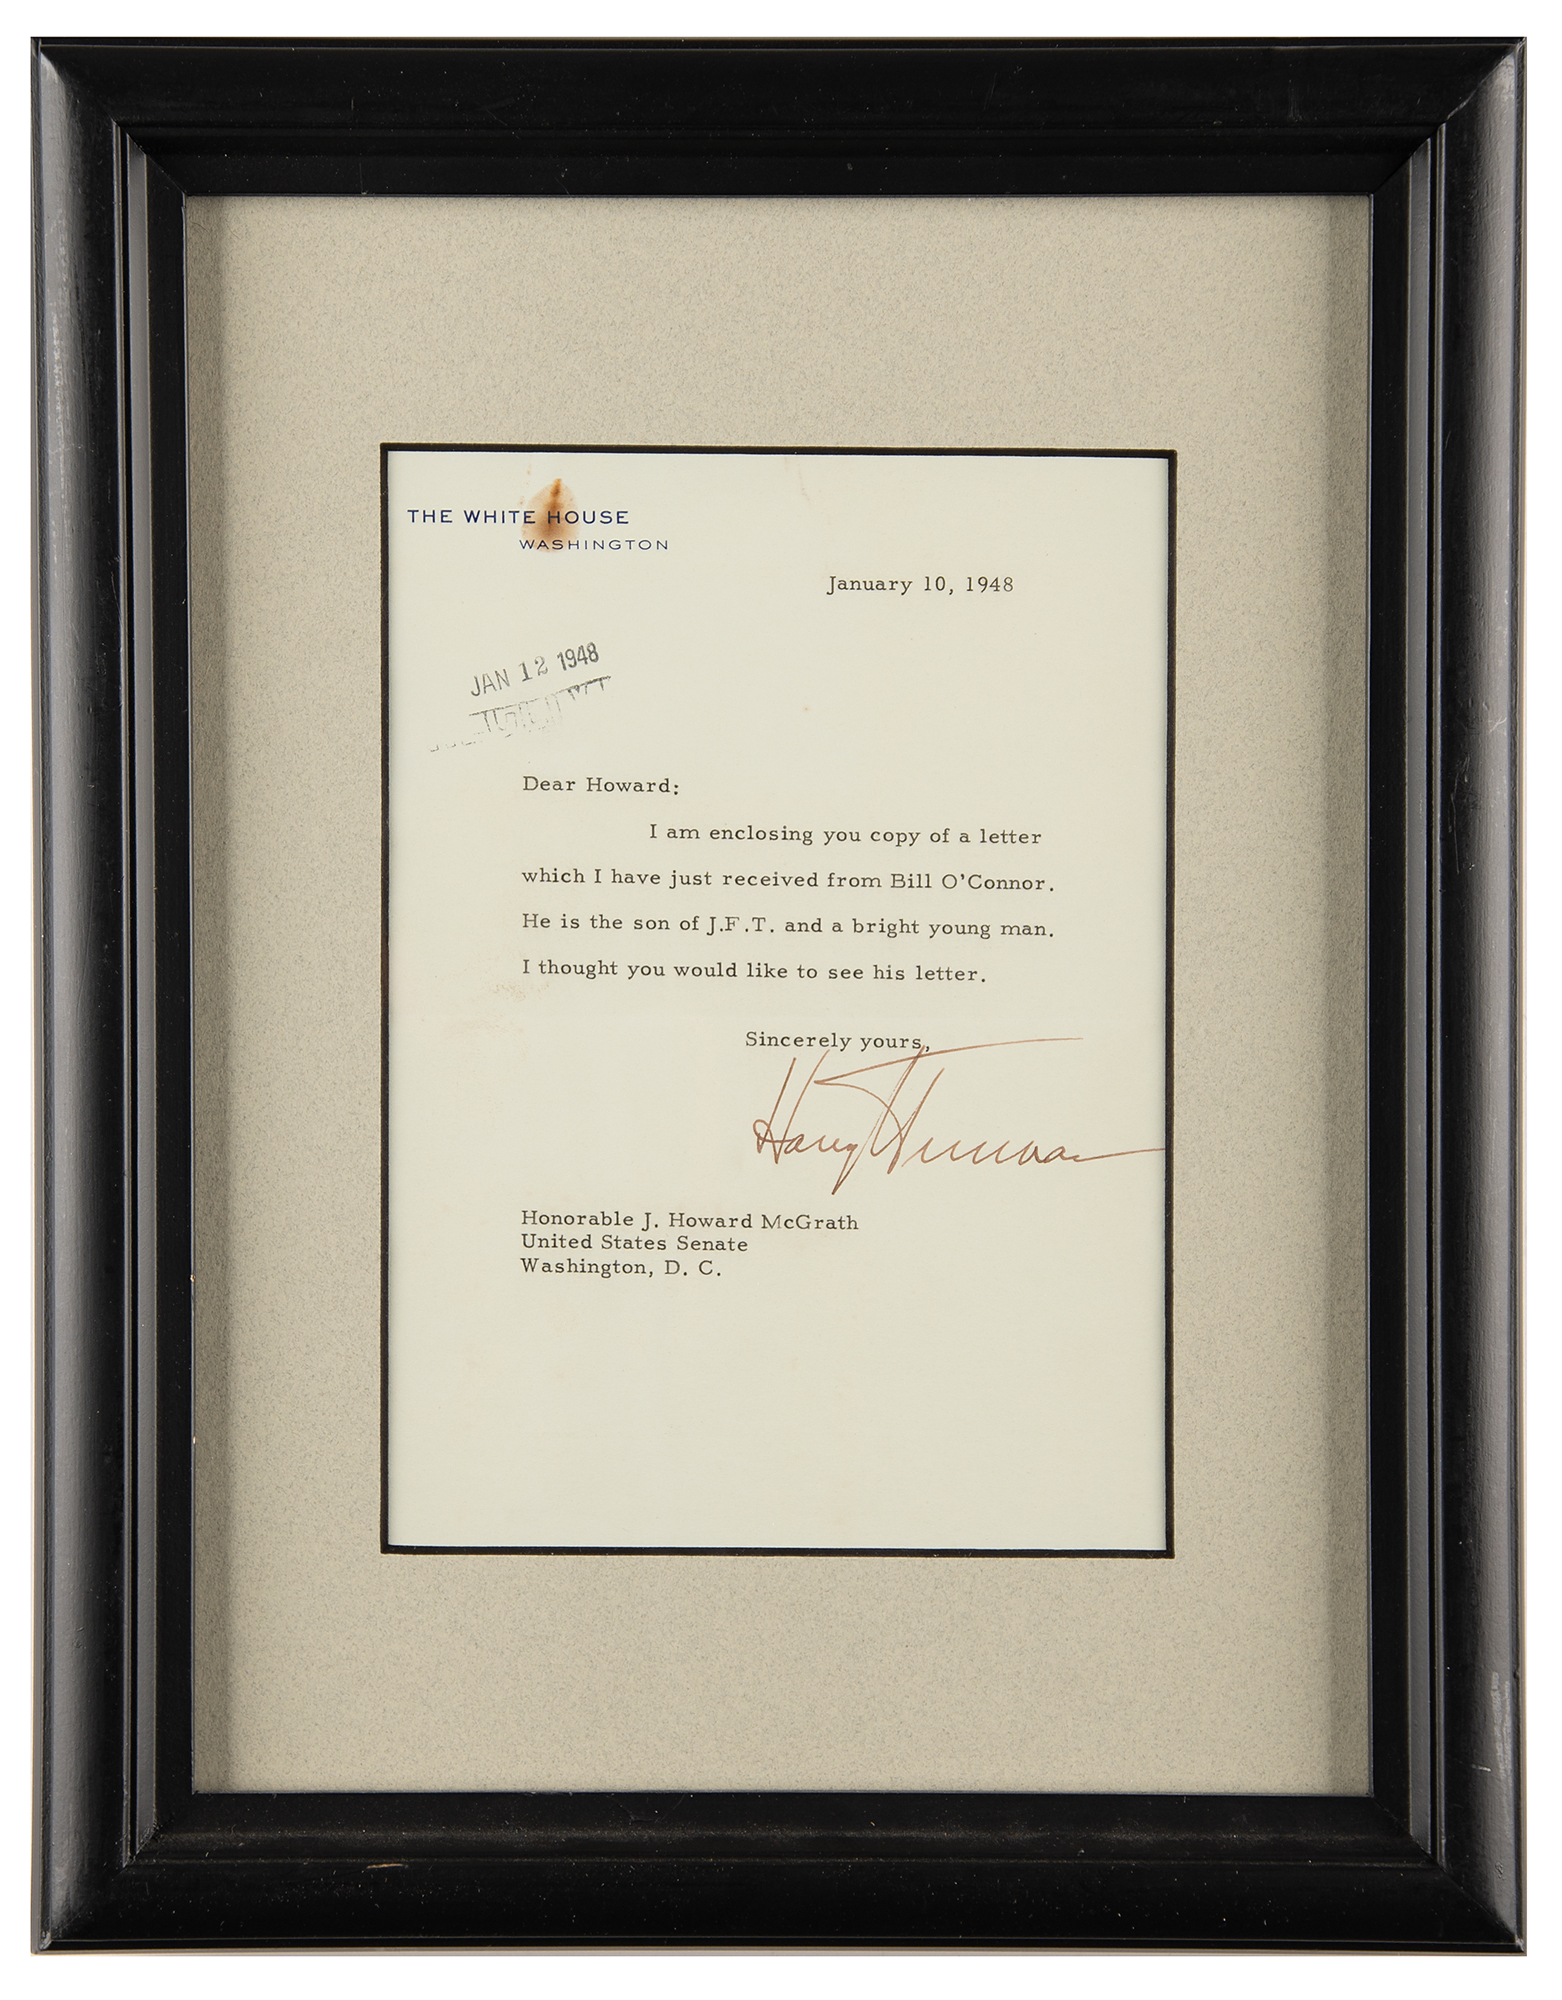 THE WHITE HOUSE
WASHINGTON
January 10, 1948
JAN 12 1948
Dear Howard:
I am enclosing you copy of a letter
which I have just received from Bill O'Connor.
He is the son of J.F.T. and a bright young man.
I thought you would like to see his letter.
Sincerely yours,
Harry Truman
Honorable J. Howard McGrath
United States Senate
Washington, D. C.